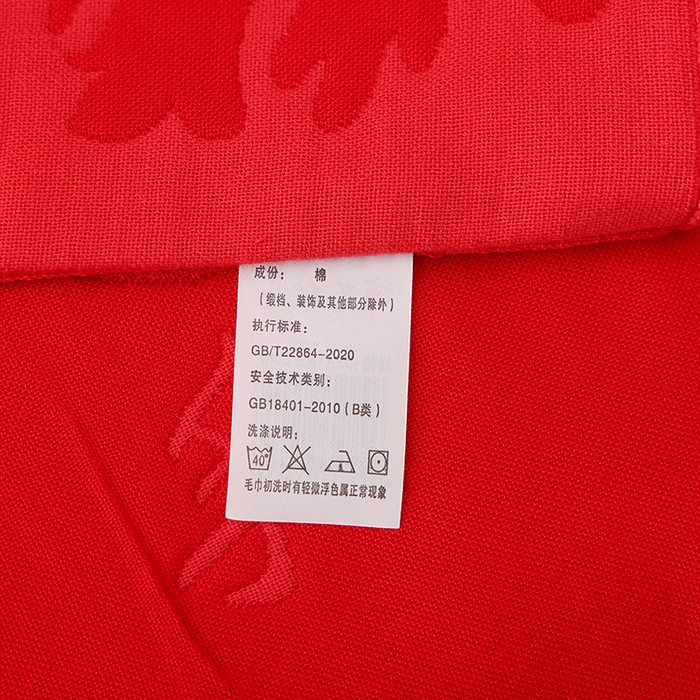 成份： 棉
（缎档、装饰及其他部分除外）
执行标准：
GB/T22864-2020
安全技术类别：
GB18401-2010（B类）
洗涤说明：
40°
毛巾初洗时有轻微浮色属正常现象